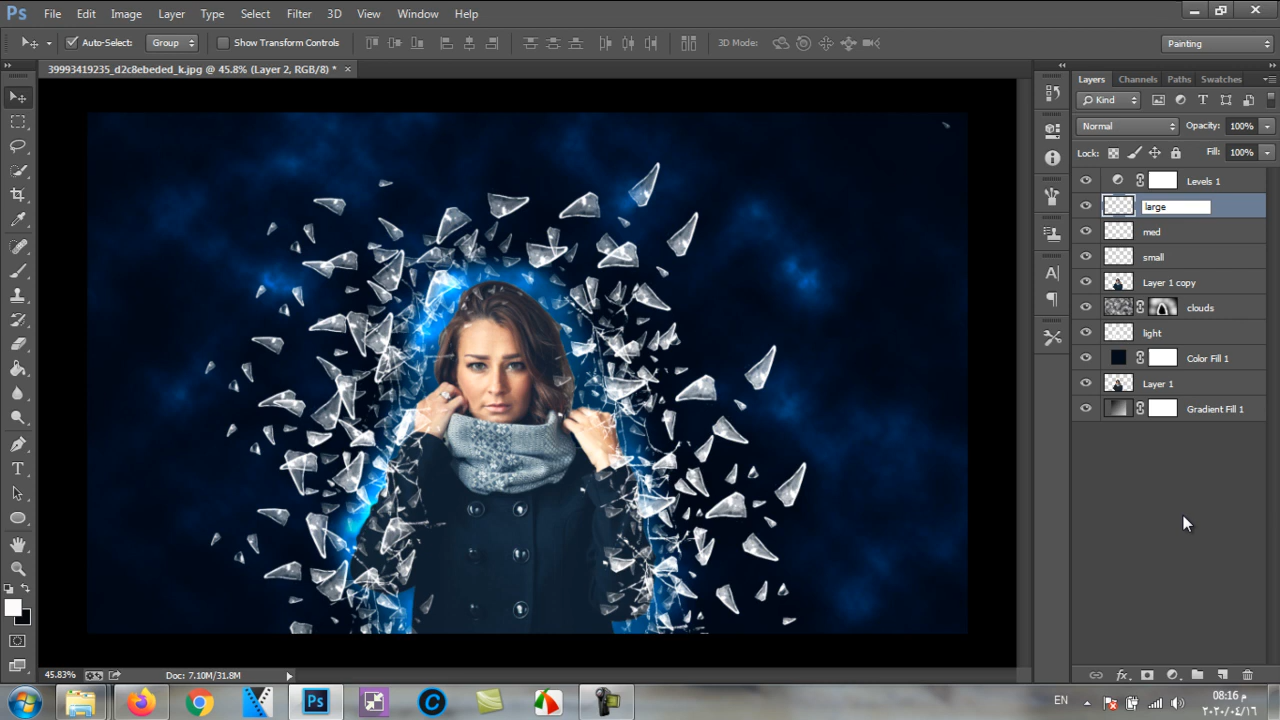 Ps File Edit Image Layer Type Select Filter 3D View Window Help
Auto-Select: Group Show Transform Controls 3D Mode: Painting
39993419235_d2c8ebeded_k.jpg @ 45.8% (Layer 2, RGB/8) * ×
Layers Channels Paths Swatches
Kind
Normal Opacity: 100%
Lock: Fill: 100%
Levels 1
large
med
small
Layer 1 copy
clouds
light
Color Fill 1
Layer 1
Gradient Fill 1
45.83% Doc: 7.10M/31.8M
EN
08:16 م
٢٠٢٠/٠٤/١٦